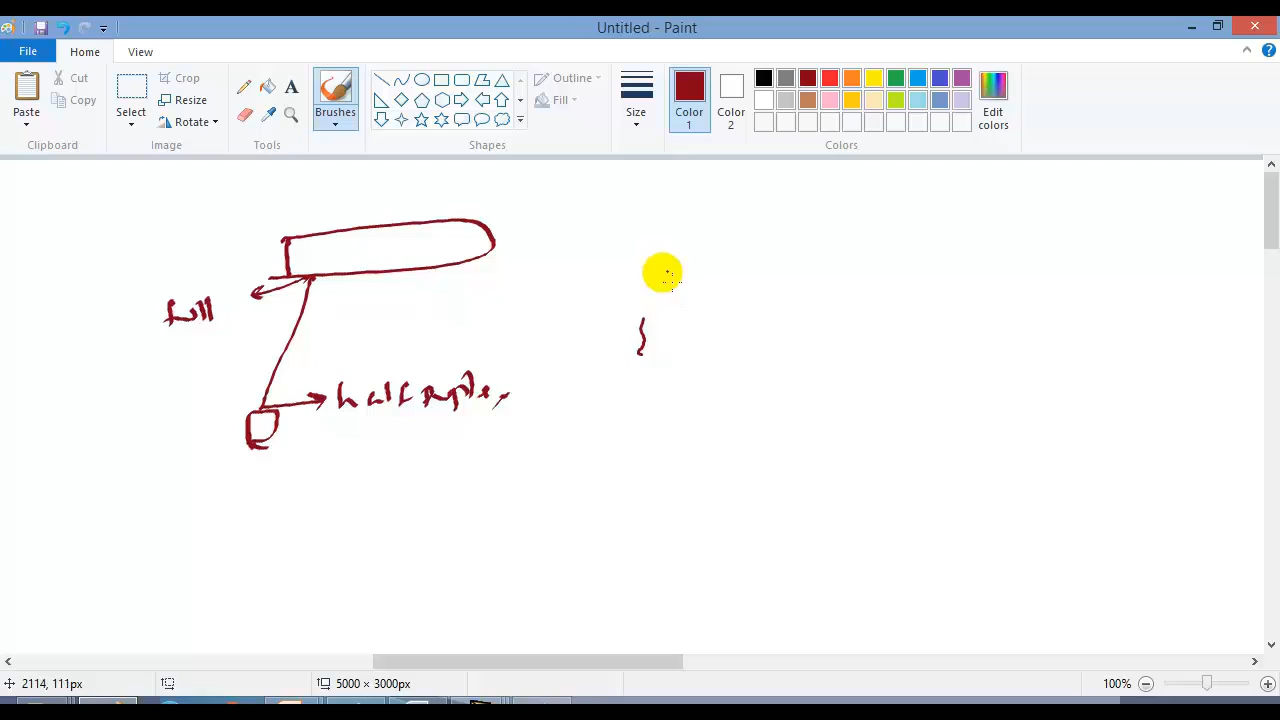 Untitled - Paint
File
Home
View
Paste
Cut
Copy
Clipboard
Select
Crop
Resize
Rotate
Image
Tools
Brushes
Shapes
Outline
Fill
Size
Color 1
Color 2
Edit colors
Colors
full
half
2114, 111px
5000 × 3000px
100%